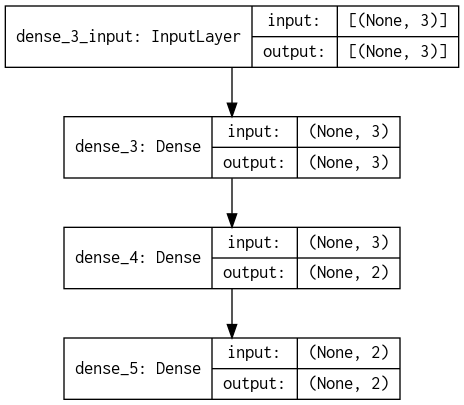 dense_3_input: InputLayer
input: [(None, 3)]
output: [(None, 3)]
dense_3: Dense
input: (None, 3)
output: (None, 3)
dense_4: Dense
input: (None, 3)
output: (None, 2)
dense_5: Dense
input: (None, 2)
output: (None, 2)